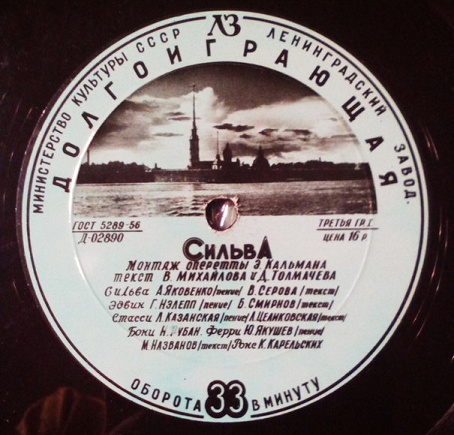 МИНИСТЕРСТВО КУЛЬТУРЫ СССР ЛЗ ЛЕНИНГРАДСКИЙ ЗАВОД.
ДОЛГОИГРАЮЩАЯ
ГОСТ 5289-56
Д-02890
ТРЕТЬЯ ГР.
ЦЕНА 16 р
СИЛЬВА
МОНТАЖ ОПЕРЕТТЫ Э. КАЛЬМАНА
ТЕКСТ В. МИХАЙЛОВА и Д. ТОЛМАЧЕВА
СИЛЬВА А. ЯКОВЕНКО /пение/ В. СЕРОВА /текст/
ЭДВИН Г. НЭЛЕПП /пение/ Б. СМИРНОВ /текст/
СТАССИ Л. КАЗАНСКАЯ /пение/ Л. ЦЕЛИКОВСКАЯ /текст/
БОНИ Н. РУБАН. ФЕРРИ Ю. ЯКУШЕВ /пение/
М. НАЗВАНОВ /текст/ РОНС К. КАРЕЛЬСКИХ
ОБОРОТА 33 В МИНУТУ